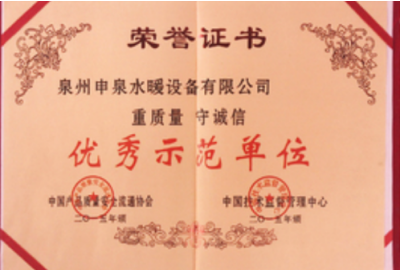 荣誉证书
泉州申泉水暖设备有限公司
重质量 守诚信
优秀示范单位
中国产品质量安全流通协会 中国技术监督管理中心
二〇一五年颁 二〇一五年颁